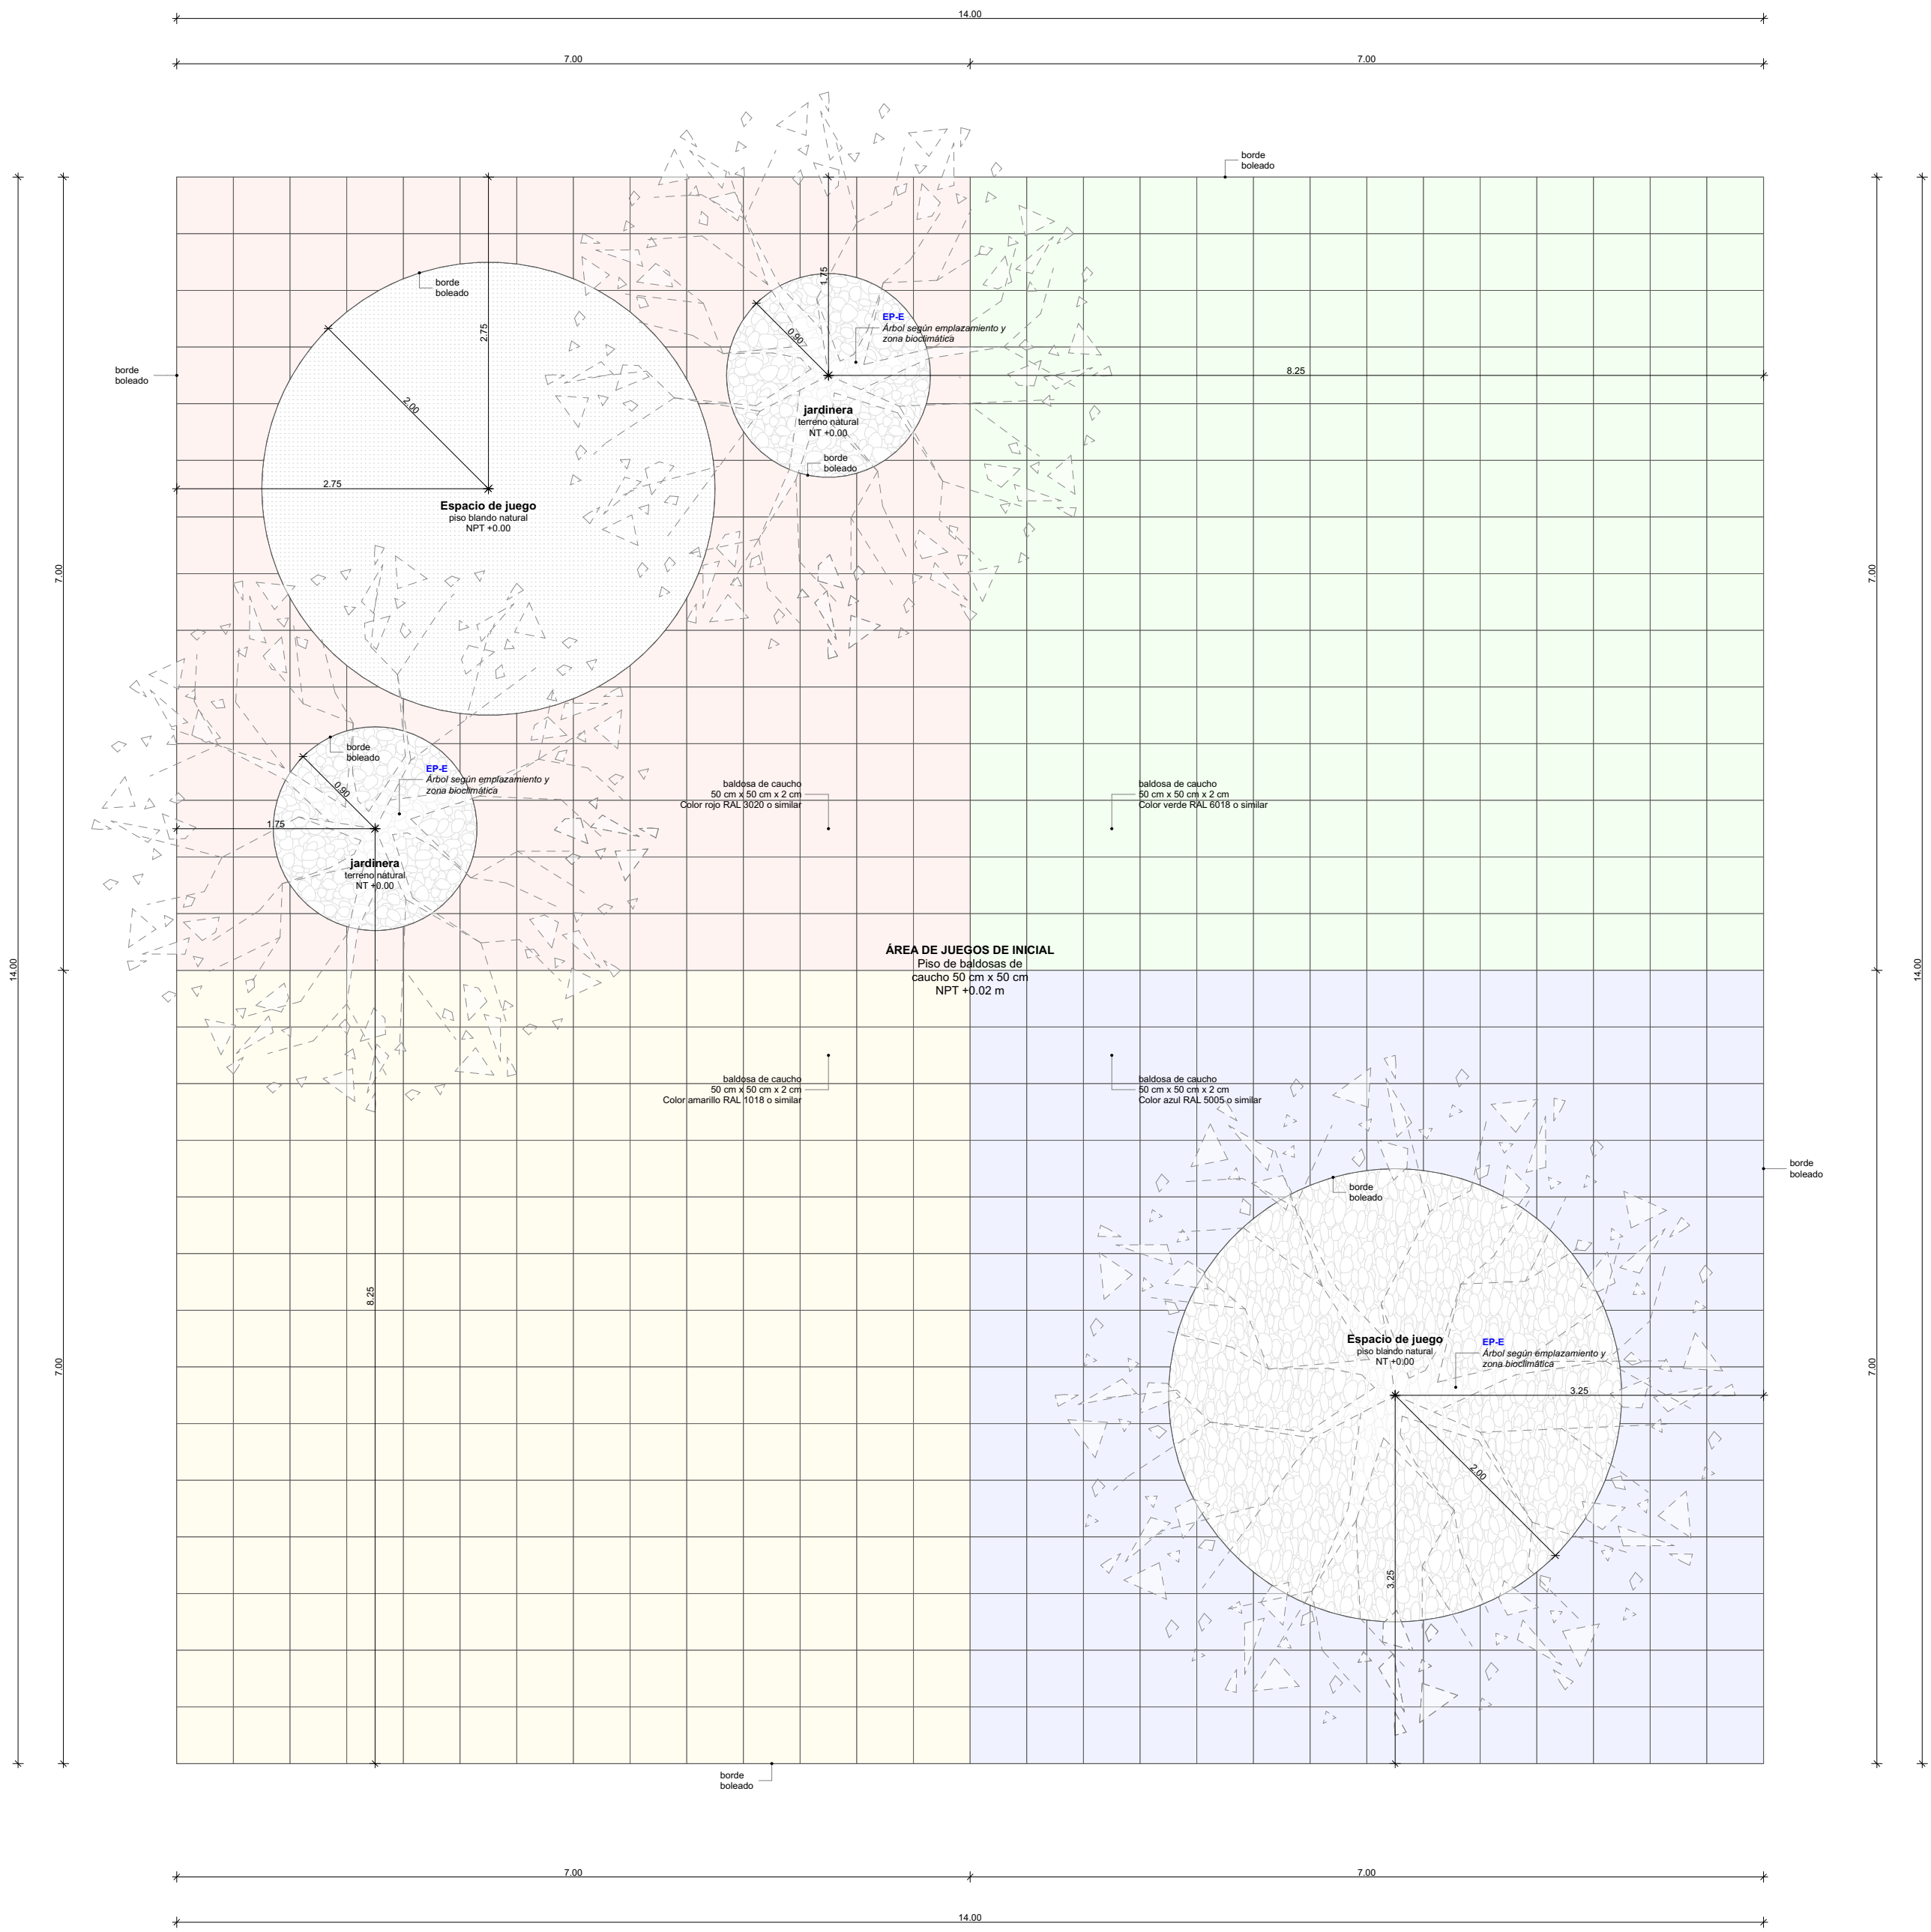 14.00
7.00
7.00
borde
boleado
borde
boleado
1.75
2.75
0.90
EP-E
Árbol según emplazamiento y
zona bioclimática
borde
boleado
8.25
2.00
jardinera
terreno natural
NT +0.00
borde
boleado
2.75
Espacio de juego
piso blando natural
NPT +0.00
7.00
7.00
borde
boleado
EP-E
Árbol según emplazamiento y
zona bioclimática
0.90
baldosa de caucho
50 cm x 50 cm x 2 cm
Color rojo RAL 3020 o similar
baldosa de caucho
50 cm x 50 cm x 2 cm
Color verde RAL 6018 o similar
1.75
jardinera
terreno natural
NT +0.00
ÁREA DE JUEGOS DE INICIAL
Piso de baldosas de
caucho 50 cm x 50 cm
NPT +0.02 m
14.00
14.00
baldosa de caucho
50 cm x 50 cm x 2 cm
Color amarillo RAL 1018 o similar
baldosa de caucho
50 cm x 50 cm x 2 cm
Color azul RAL 5005 o similar
borde
boleado
borde
boleado
8.25
Espacio de juego
piso blando natural
NT +0.00
EP-E
Árbol según emplazamiento y
zona bioclimática
7.00
7.00
3.25
2.00
3.25
borde
boleado
7.00
7.00
14.00